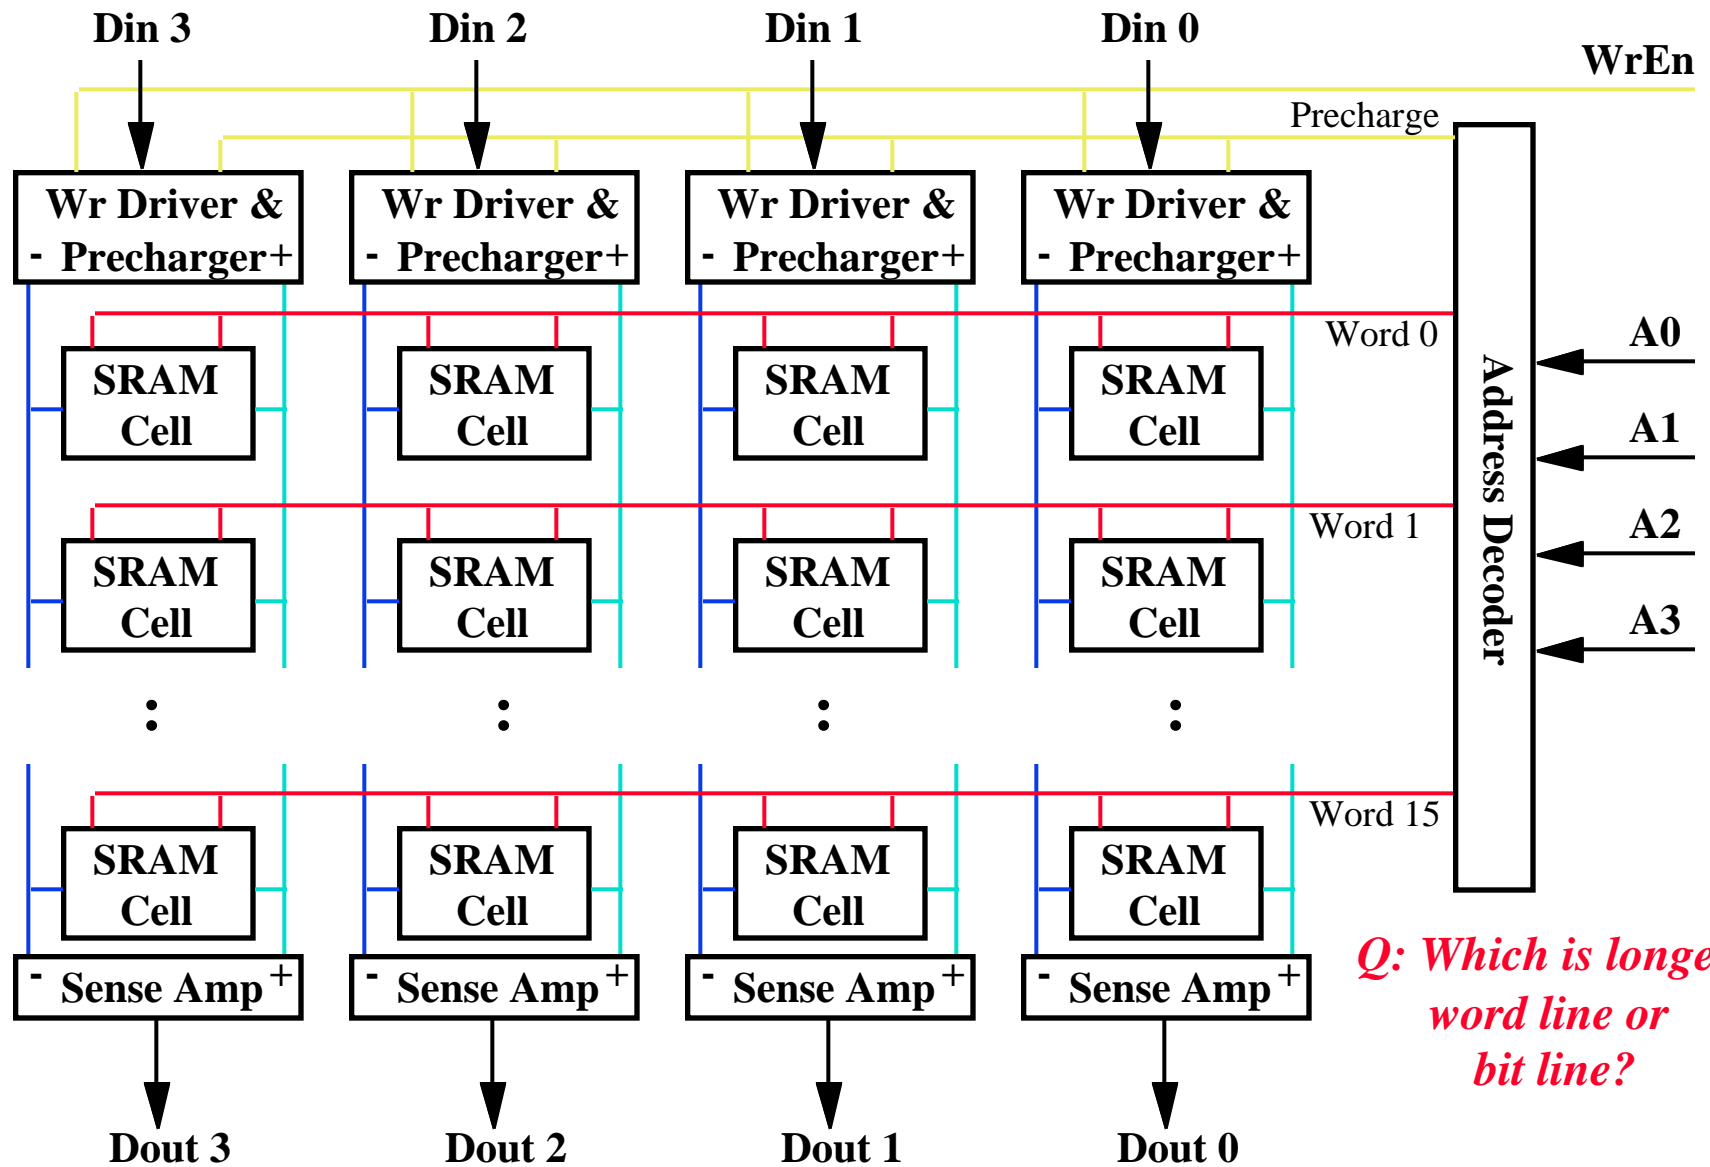 Din 3 Din 2 Din 1 Din 0
WrEn
Precharge
Wr Driver & Wr Driver & Wr Driver & Wr Driver &
- Precharger + - Precharger + - Precharger + - Precharger +
Word 0
A0
SRAM SRAM SRAM SRAM
Cell Cell Cell Cell
A1
Address Decoder
Word 1
A2
SRAM SRAM SRAM SRAM
Cell Cell Cell Cell
A3
: : : :
Word 15
SRAM SRAM SRAM SRAM
Cell Cell Cell Cell
- Sense Amp + - Sense Amp + - Sense Amp + - Sense Amp +
Q: Which is longe
word line or
bit line?
Dout 3 Dout 2 Dout 1 Dout 0